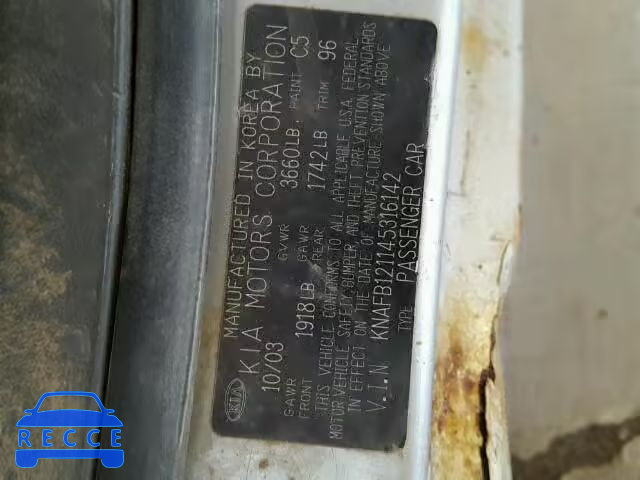 MANUFACTURED IN KOREA BY
KIA MOTORS CORPORATION
10/03 GVWR 3660LB PAINT C5
GAWR FRONT 1918LB GAWR REAR 1742LB TRIM 96
THIS VEHICLE CONFORMS TO ALL APPLICABLE U.S.A. FEDERAL
MOTOR VEHICLE SAFETY, BUMPER, AND THEFT PREVENTION STANDARDS
IN EFFECT ON THE DATE OF MANUFACTURE SHOWN ABOVE
V.I.N KNAFB121145316142
TYPE PASSENGER CAR
KIA
RECCE